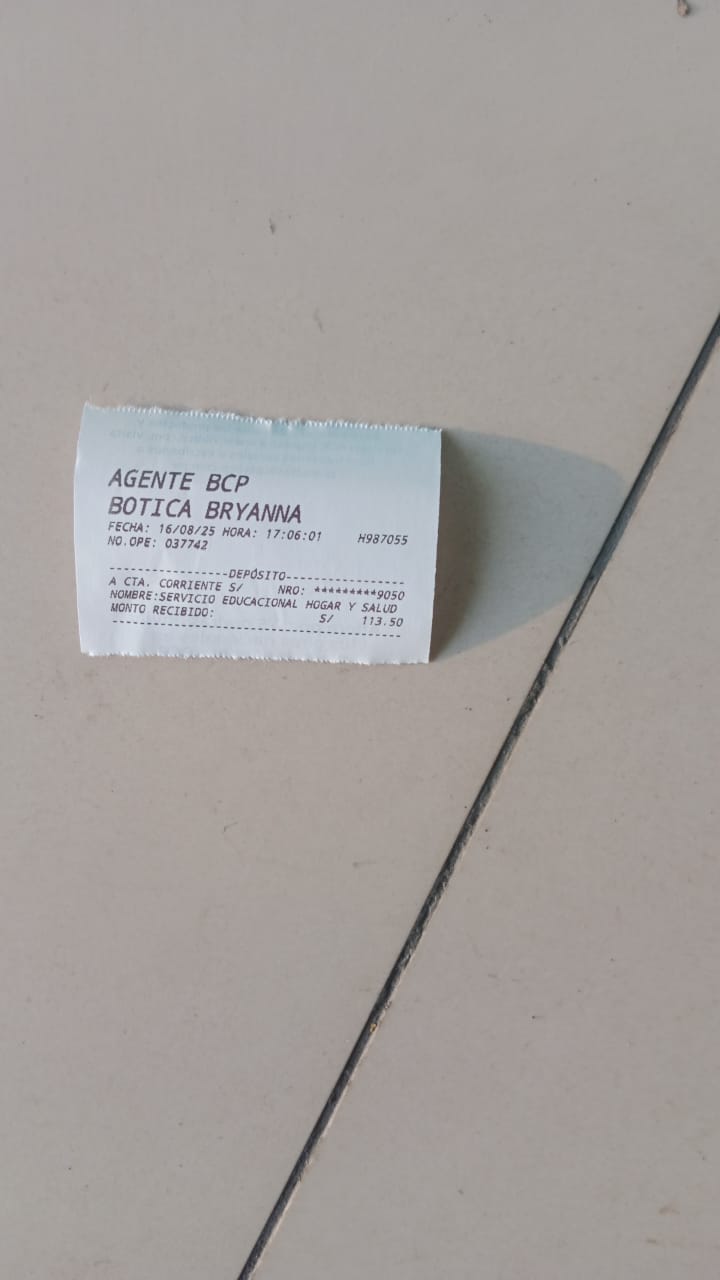 AGENTE BCP
BOTICA BRYANNA
FECHA: 16/08/25 HORA: 17:06:01 H987055
NO.OPE: 037742
-------------------DEPÓSITO-------------------
A CTA. CORRIENTE S/ NRO: *********9050
NOMBRE:SERVICIO EDUCACIONAL HOGAR Y SALUD
MONTO RECIBIDO: S/ 113.50
----------------------------------------------